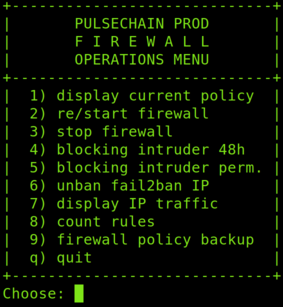 +------------------------------+
| PULSECHAIN PROD |
| F I R E W A L L |
| OPERATIONS MENU |
+------------------------------+
| 1) display current policy |
| 2) re/start firewall |
| 3) stop firewall |
| 4) blocking intruder 48h |
| 5) blocking intruder perm. |
| 6) unban fail2ban IP |
| 7) display IP traffic |
| 8) count rules |
| 9) firewall policy backup |
| q) quit |
+------------------------------+
Choose: